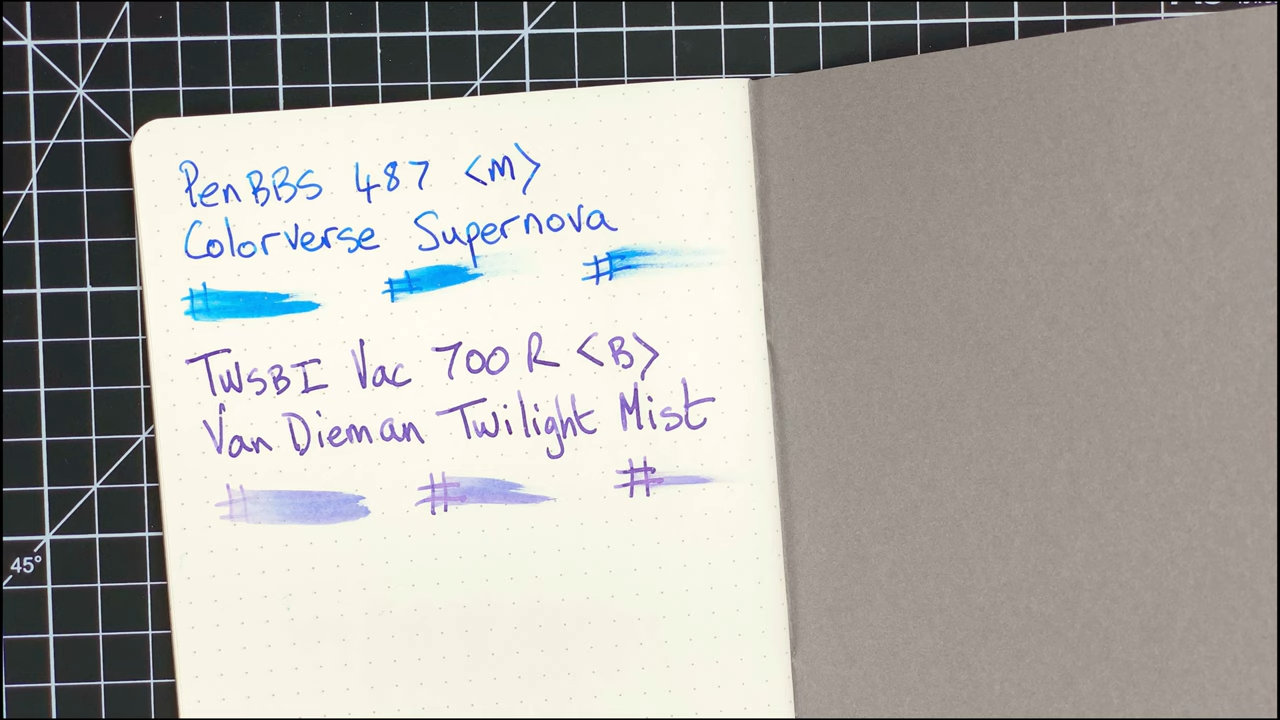 PenBBS 487 <M>
Colorverse Supernova
# # #
TWSBI Vac 700 R <B>
Van Dieman Twilight Mist
# # #
45°